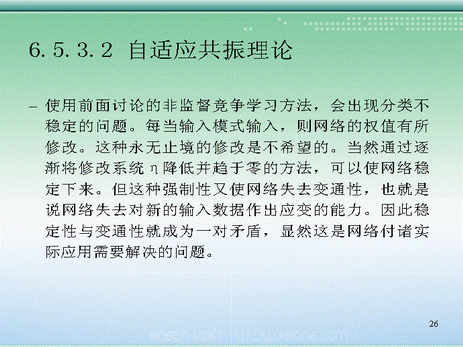 6.5.3.2 自适应共振理论
– 使用前面讨论的非监督竞争学习方法，会出现分类不
稳定的问题。每当输入模式输入，则网络的权值有所
修改。这种永无止境的修改是不希望的。当然通过逐
渐将修改系统η降低并趋于零的方法，可以使网络稳
定下来。但这种强制性又使网络失去变通性，也就是
说网络失去对新的输入数据作出应变的能力。因此稳
定性与变通性就成为一对矛盾，显然这是网络付诸实
际应用需要解决的问题。
26